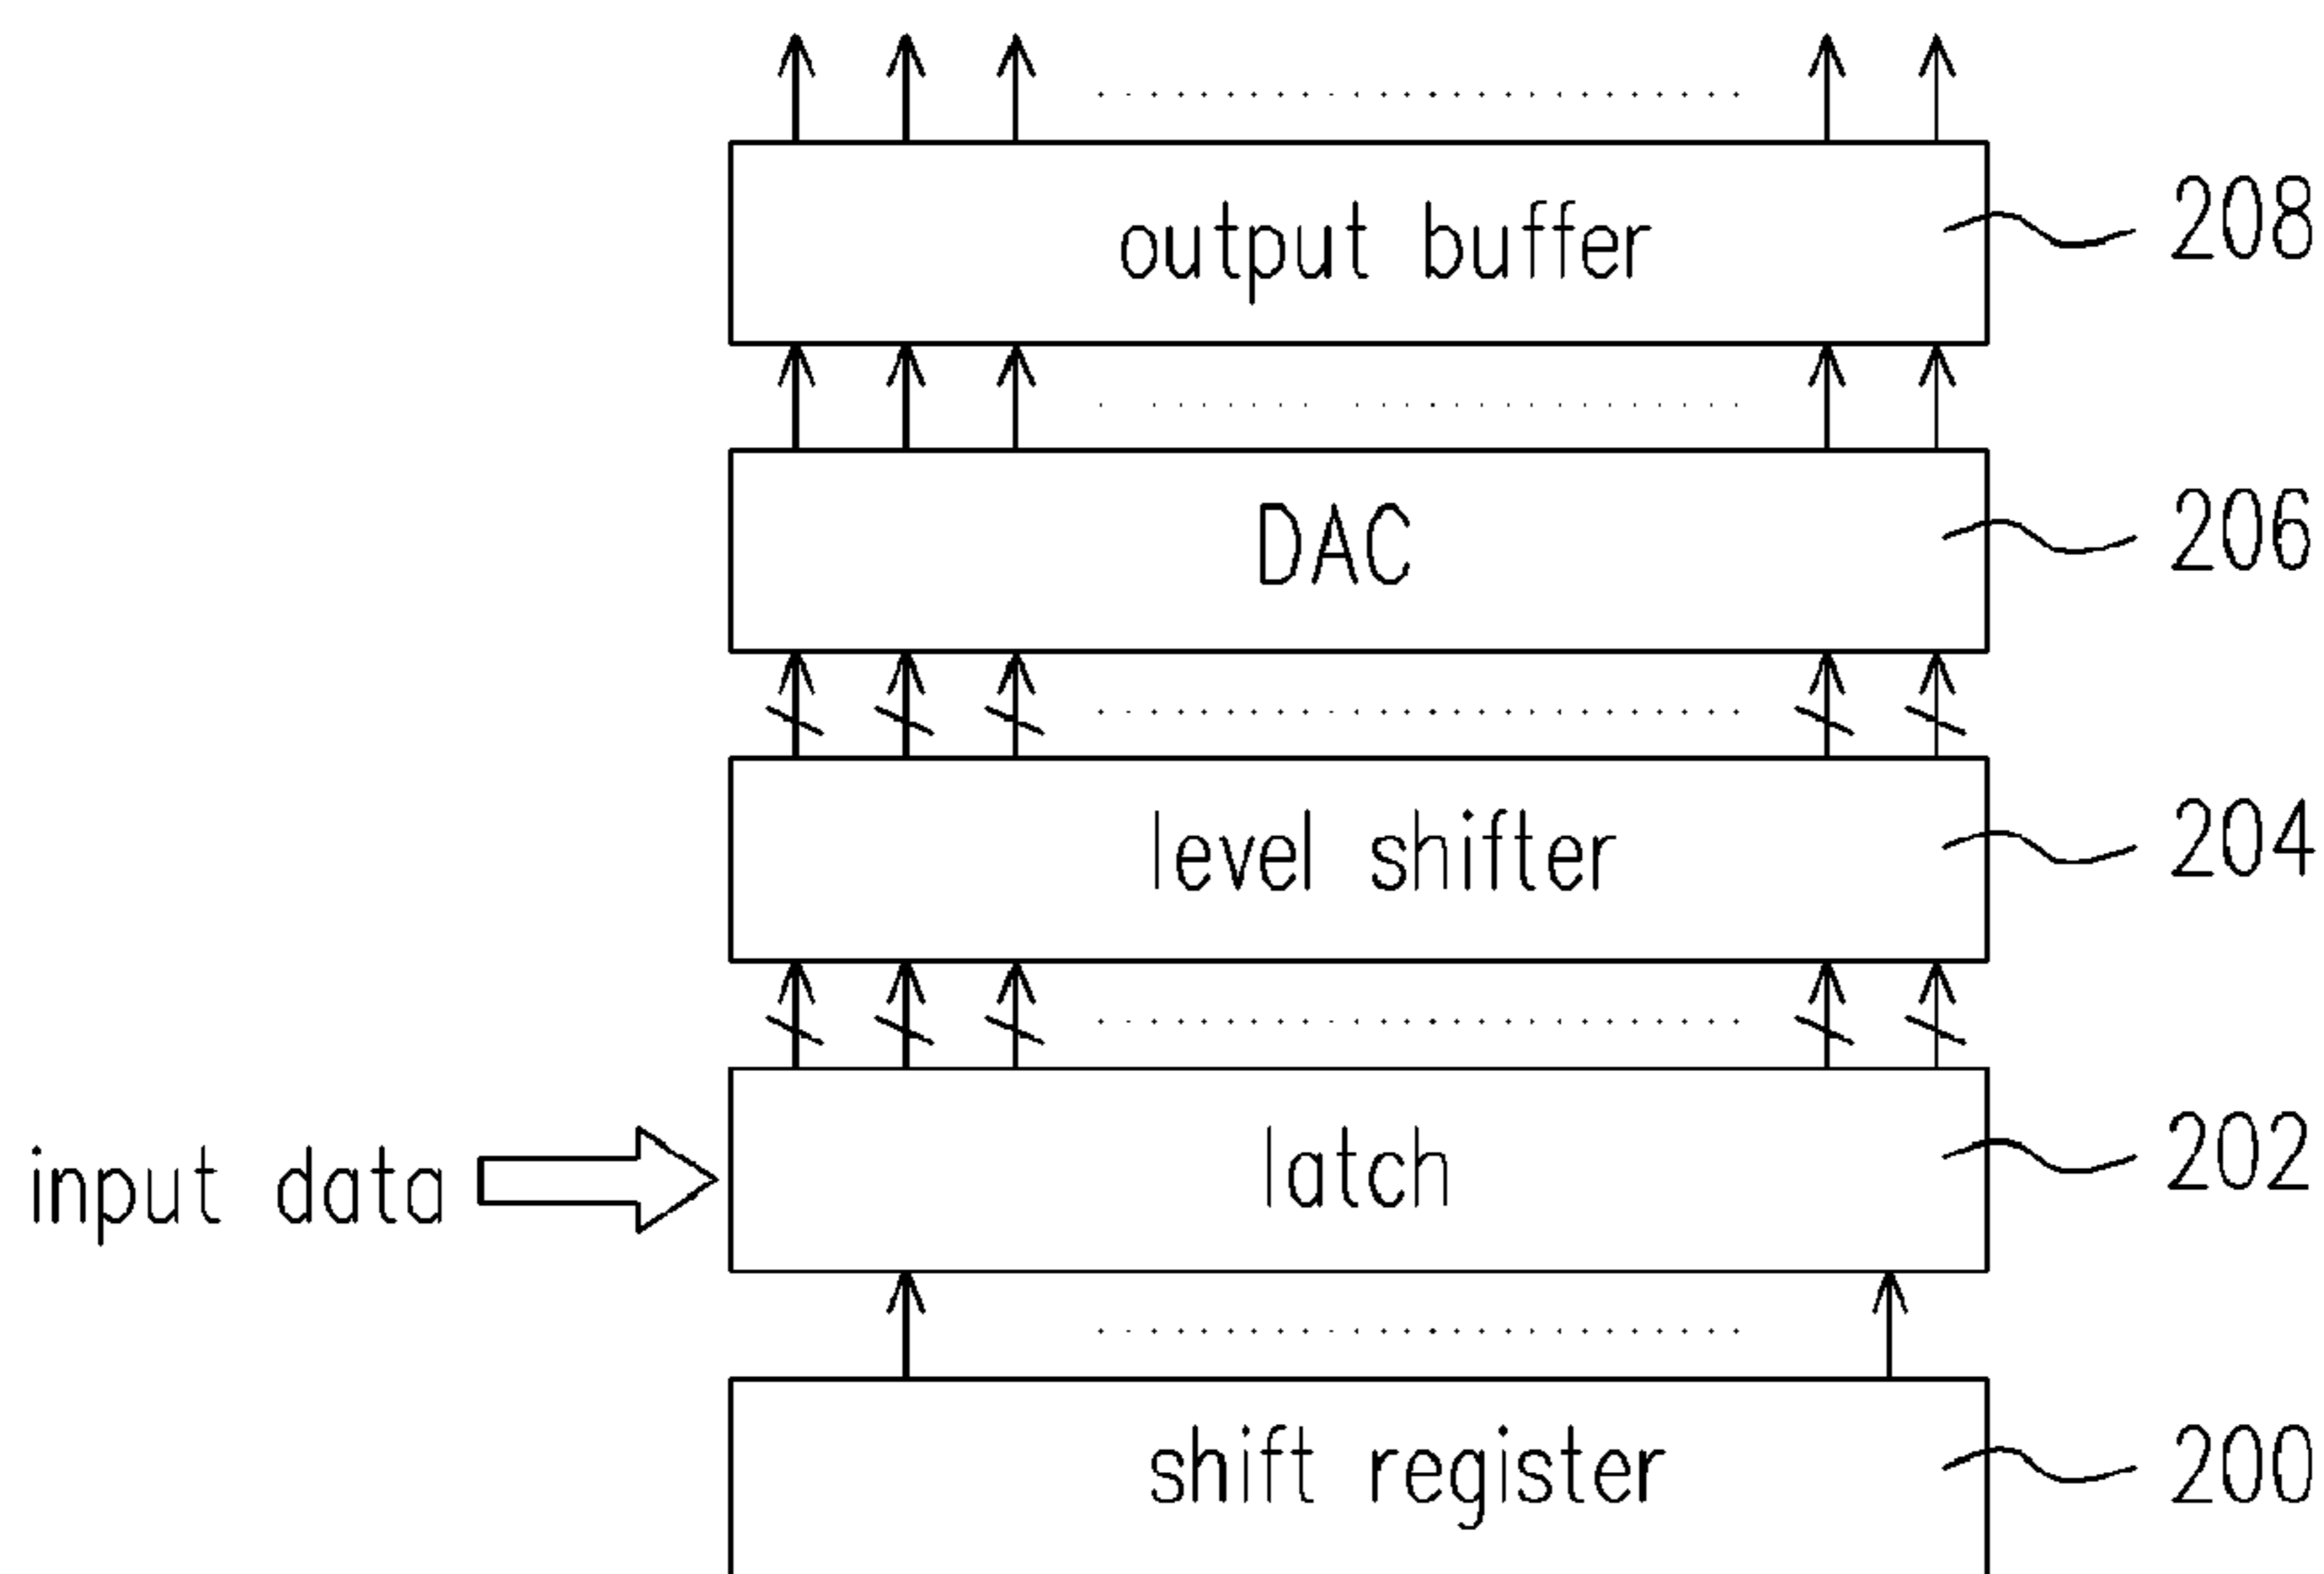 output buffer 208
DAC 206
level shifter 204
input data latch 202
shift register 200